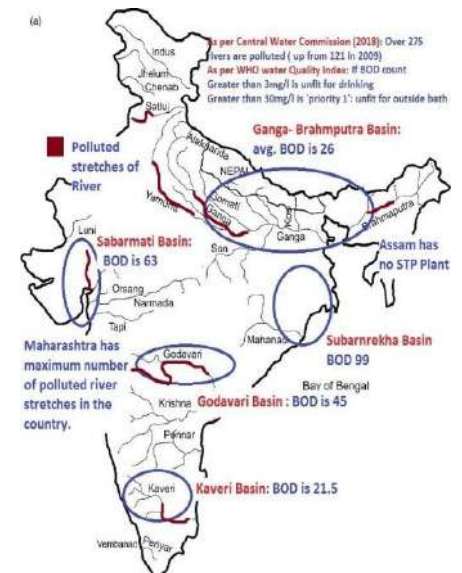 (a)
As per Central Water Commission (2018): Over 275
rivers are polluted ( up from 121 in 2009)
As per WHO water Quality Index: If BOD count
Greater than 3mg/l is unfit for drinking
Greater than 30mg/l is 'priority 1': unfit for outside bath
Indus
Jhelum
Chenab
Satluj
Polluted
stretches of
River
Ganga- Brahmputra Basin:
avg. BOD is 26
Alaknanda
NEPAL
Yamuna
Gomati
Ganga
Kosi
Ganga
Brahmaputra
Son
Assam has
no STP Plant
Luni
Sabarmati Basin:
BOD is 63
Orsang
Narmada
Tapi
Mahanad
Subarnrekha Basin
BOD 99
Maharashtra has
maximum number
of polluted river
stretches in the
country.
Godavari
Bay of Bengal
Godavari Basin : BOD is 45
Krishna
Pennar
Kaveri
Kaveri Basin: BOD is 21.5
Vembanad
Periyar